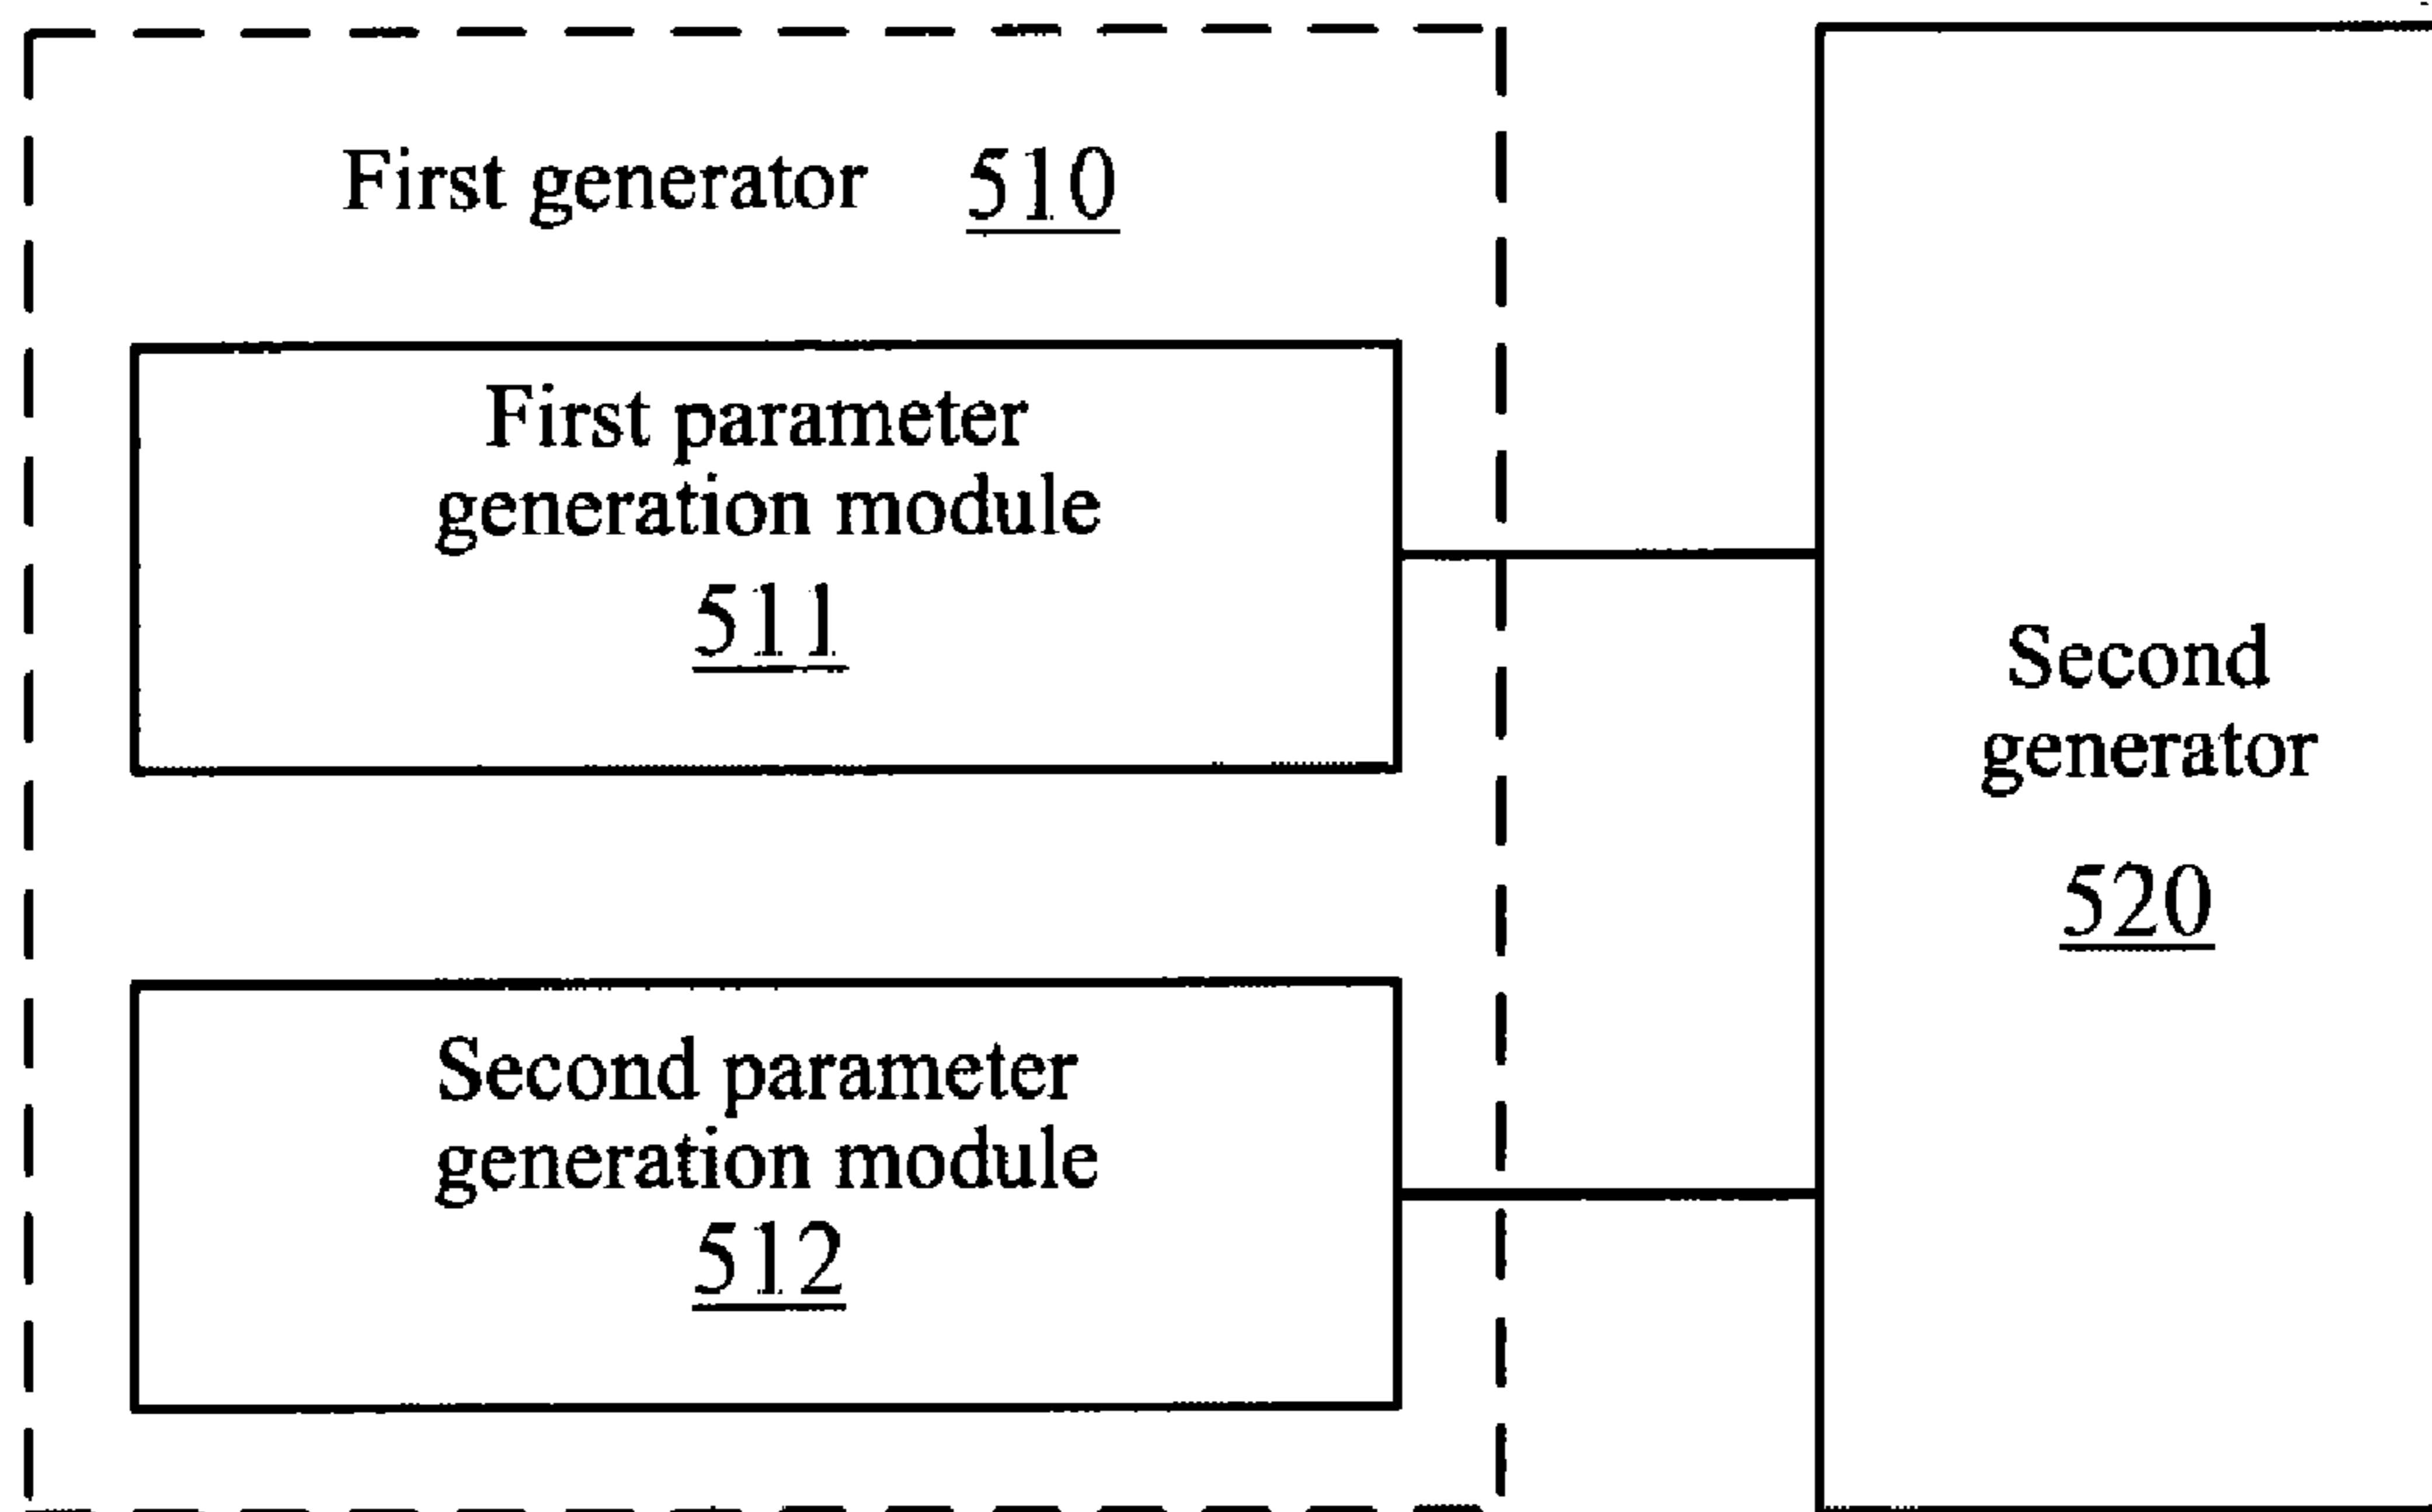 First generator 510
First parameter
generation module
511
Second parameter
generation module
512
Second
generator
520